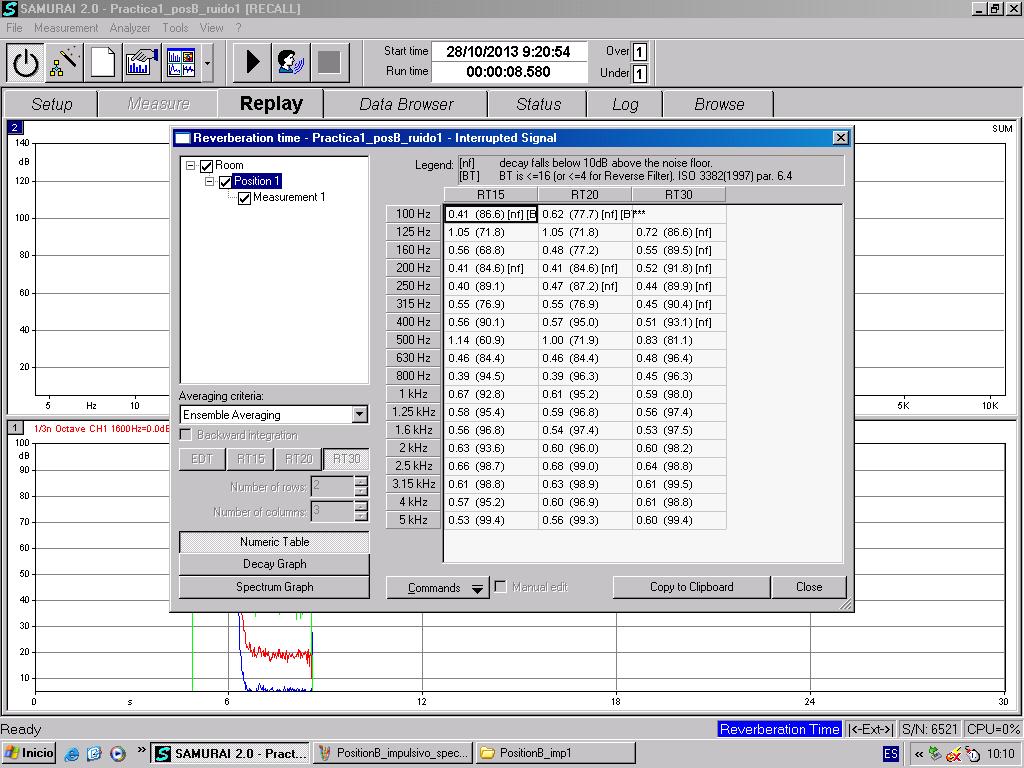 SAMURAI 2.0 - Practica1_posB_ruido1 [RECALL]
File Measurement Analyzer Tools View ?
Start time 28/10/2013 9:20:54 Over 1
Run time 00:00:08.580 Under 1
Setup Measure Replay Data Browser Status Log Browse
2 SUM
140
dB
120
100
80
60
40
20
5 Hz 10 5K 10K
Reverberation time - Practica1_posB_ruido1 - Interrupted Signal
Room
Position 1
Measurement 1
Averaging criteria:
Ensemble Averaging
Backward integration
EDT RT15 RT20 RT30
Number of rows: 2
Number of columns: 3
Numeric Table
Decay Graph
Spectrum Graph
Legend: [nf] decay falls below 10dB above the noise floor.
[BT] BT is <=16 (or <=4 for Reverse Filter). ISO 3382(1997) par. 6.4
RT15 RT20 RT30
100 Hz 0.41 (86.6) [nf] [B 0.62 (77.7) [nf] [B ***
125 Hz 1.05 (71.8) 1.05 (71.8) 0.72 (86.6) [nf]
160 Hz 0.56 (68.8) 0.48 (77.2) 0.55 (89.5) [nf]
200 Hz 0.41 (84.6) [nf] 0.41 (84.6) [nf] 0.52 (91.8) [nf]
250 Hz 0.40 (89.1) 0.47 (87.2) [nf] 0.44 (89.9) [nf]
315 Hz 0.55 (76.9) 0.55 (76.9) 0.45 (90.4) [nf]
400 Hz 0.56 (90.1) 0.57 (95.0) 0.51 (93.1) [nf]
500 Hz 1.14 (60.9) 1.00 (71.9) 0.83 (81.1)
630 Hz 0.46 (84.4) 0.46 (84.4) 0.48 (96.4)
800 Hz 0.39 (94.5) 0.39 (96.3) 0.45 (96.3)
1 kHz 0.67 (92.8) 0.61 (95.2) 0.59 (98.0)
1.25 kHz 0.58 (95.4) 0.59 (96.8) 0.56 (97.4)
1.6 kHz 0.56 (96.8) 0.54 (97.4) 0.53 (97.5)
2 kHz 0.63 (93.6) 0.60 (96.0) 0.60 (98.2)
2.5 kHz 0.66 (98.7) 0.68 (99.0) 0.64 (98.8)
3.15 kHz 0.61 (98.8) 0.63 (98.9) 0.61 (99.5)
4 kHz 0.57 (95.2) 0.60 (96.9) 0.61 (98.8)
5 kHz 0.53 (99.4) 0.56 (99.3) 0.60 (99.4)
Commands Manual edit Copy to Clipboard Close
1 1/3n Octave CH1 1600Hz=0.0dB
100
dB
90
80
70
60
50
40
30
20
10
0 s 6 12 18 24 30
Ready Reverberation Time |<-Ext->| S/N: 6521 CPU=0%
Inicio » SAMURAI 2.0 - Pract... PositionB_impulsivo_spec... PositionB_imp1 ES « 10:10